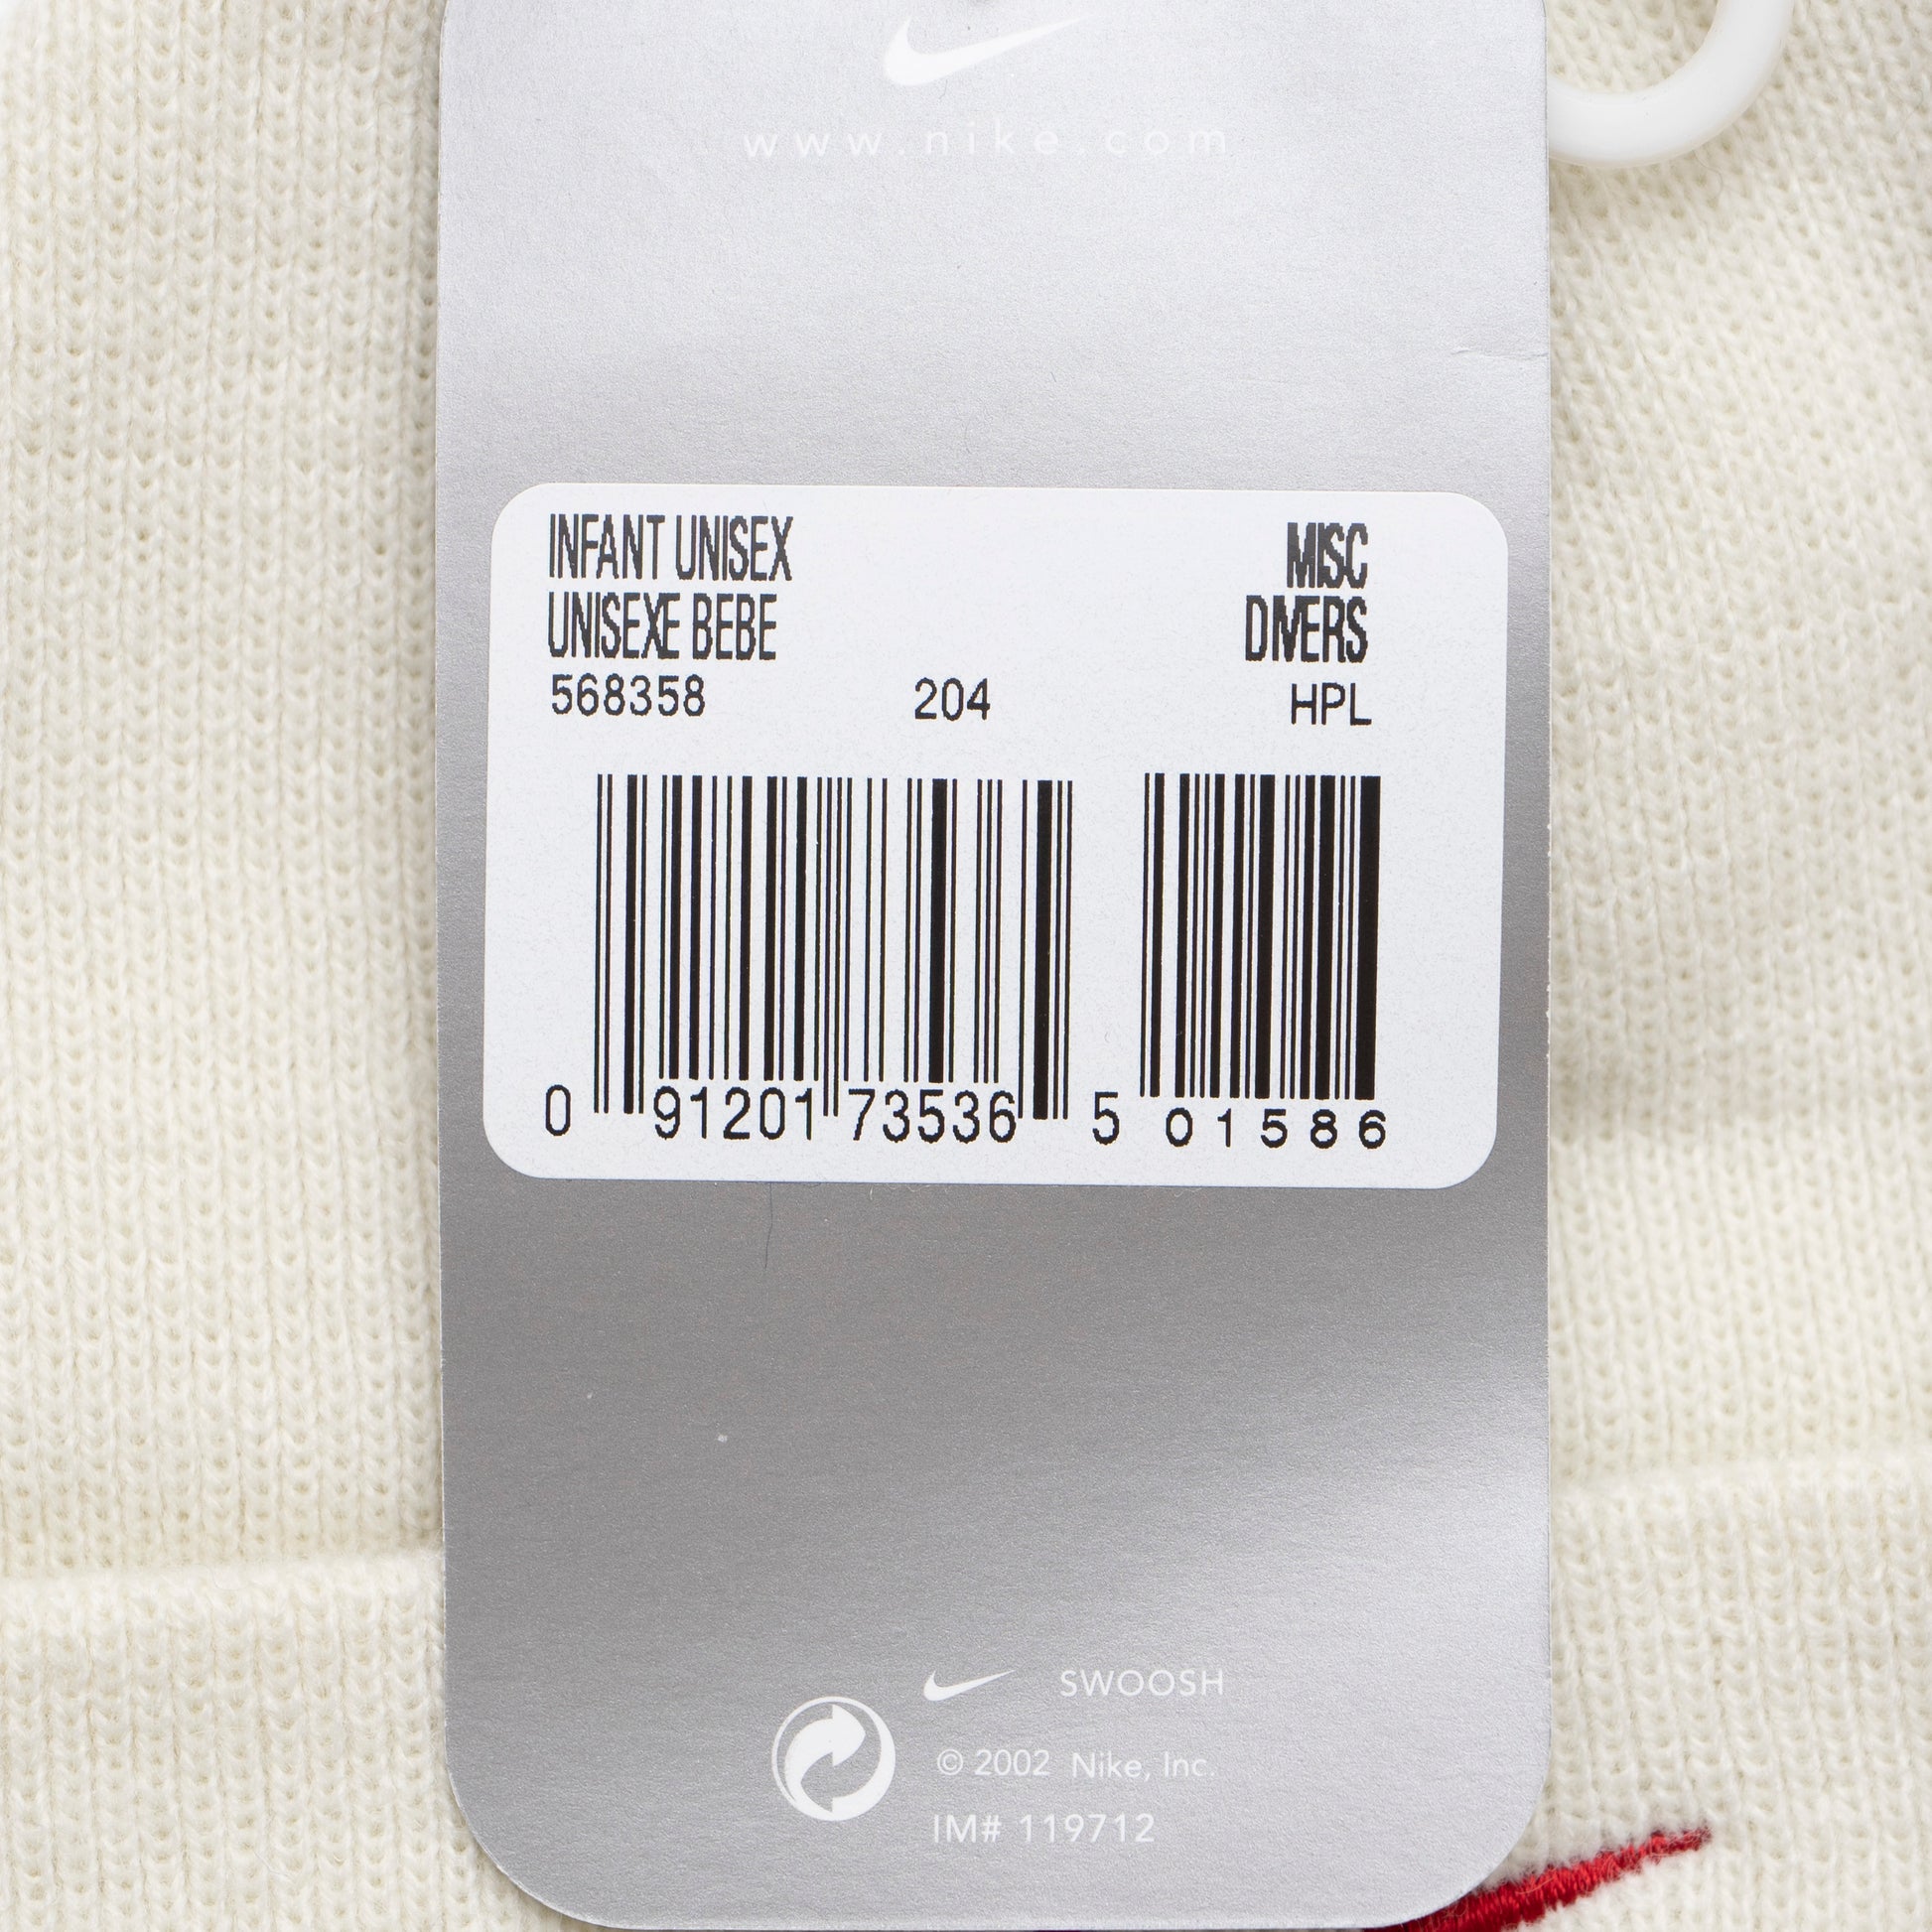 www.nike.com
INFANT UNISEX MISC
UNISEXE BEBE DIVERS
568358 204 HPL
0 91201 73536 5 01586
SWOOSH
© 2002 Nike, Inc.
IM# 119712